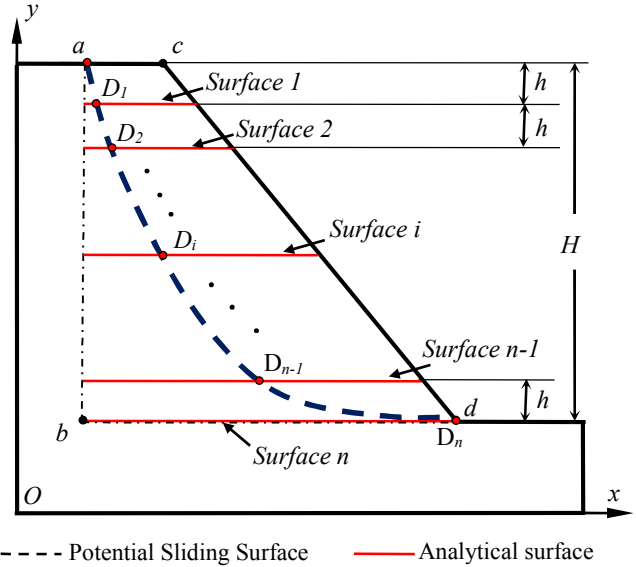 y
a
c
D1
Surface 1
h
D2
Surface 2
h
Di
Surface i
H
Dn-1
Surface n-1
h
b
d
Dn
Surface n
O
x
Potential Sliding Surface
Analytical surface